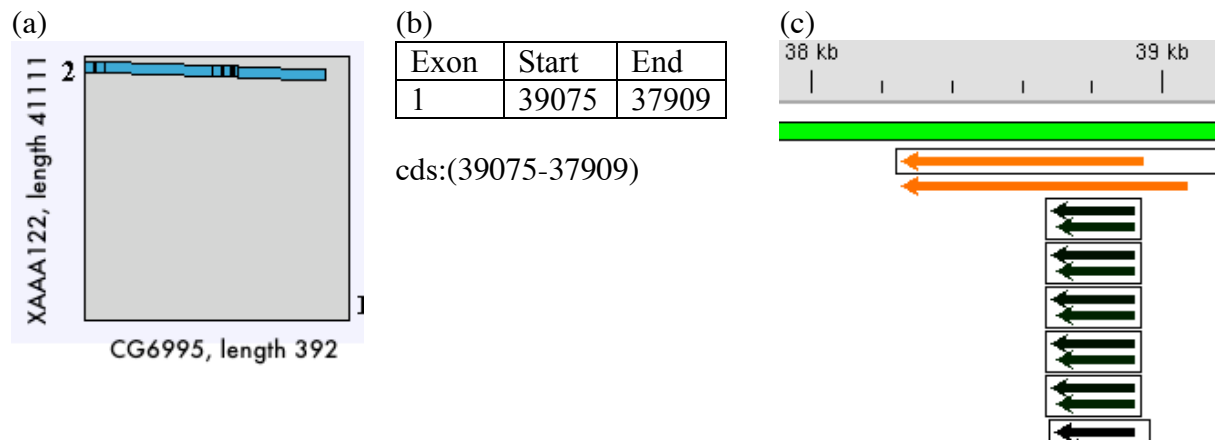 (a)
2
XAAA122, length 41111
1
CG6995, length 392
(b)
Exon Start End
1 39075 37909
cds:(39075-37909)
(c)
38 kb 39 kb